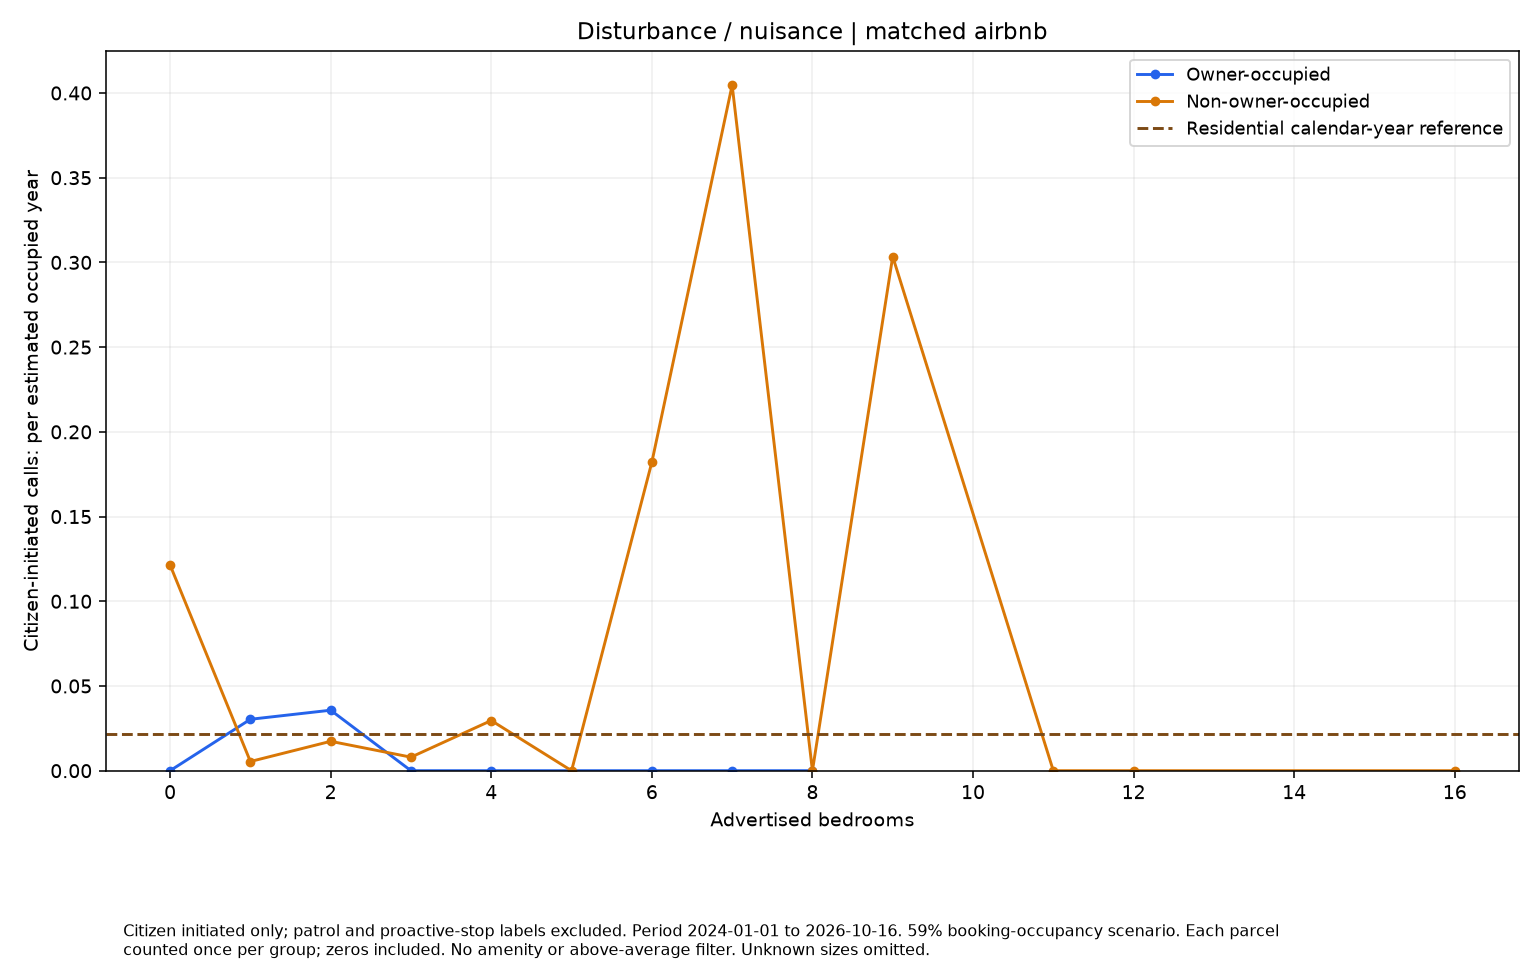 Disturbance / nuisance | matched airbnb
Owner-occupied
Non-owner-occupied
Residential calendar-year reference
Citizen-initiated calls: per estimated occupied year
0.40
0.35
0.30
0.25
0.20
0.15
0.10
0.05
0.00
0 2 4 6 8 10 12 14 16
Advertised bedrooms
Citizen initiated only; patrol and proactive-stop labels excluded. Period 2024-01-01 to 2026-10-16. 59% booking-occupancy scenario. Each parcel
counted once per group; zeros included. No amenity or above-average filter. Unknown sizes omitted.